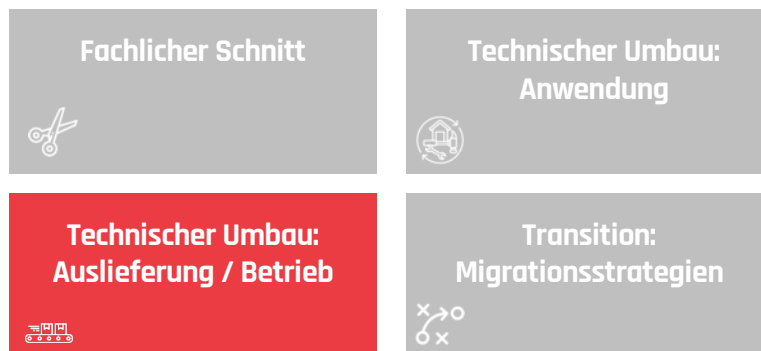 Fachlicher Schnitt
Technischer Umbau:
Anwendung
Technischer Umbau:
Auslieferung / Betrieb
Transition:
Migrationsstrategien